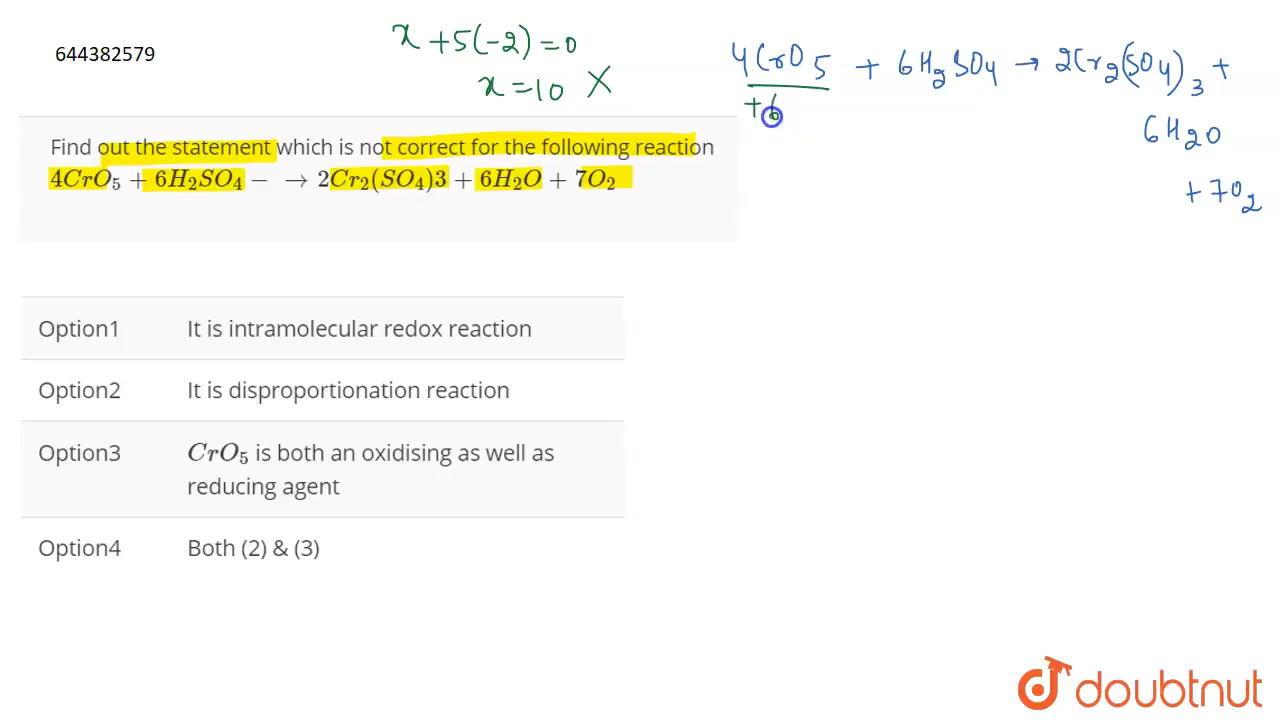 644382579
x + 5(-2) = 0
x = 10 X
4CrO5 + 6H2SO4 → 2Cr2(SO4)3 +
+6
6H2O
+ 7O2
Find out the statement which is not correct for the following reaction
4CrO5 + 6H2SO4 − → 2Cr2(SO4)3 + 6H2O + 7O2
Option1 It is intramolecular redox reaction
Option2 It is disproportionation reaction
Option3 CrO5 is both an oxidising as well as
reducing agent
Option4 Both (2) & (3)
doubtnut